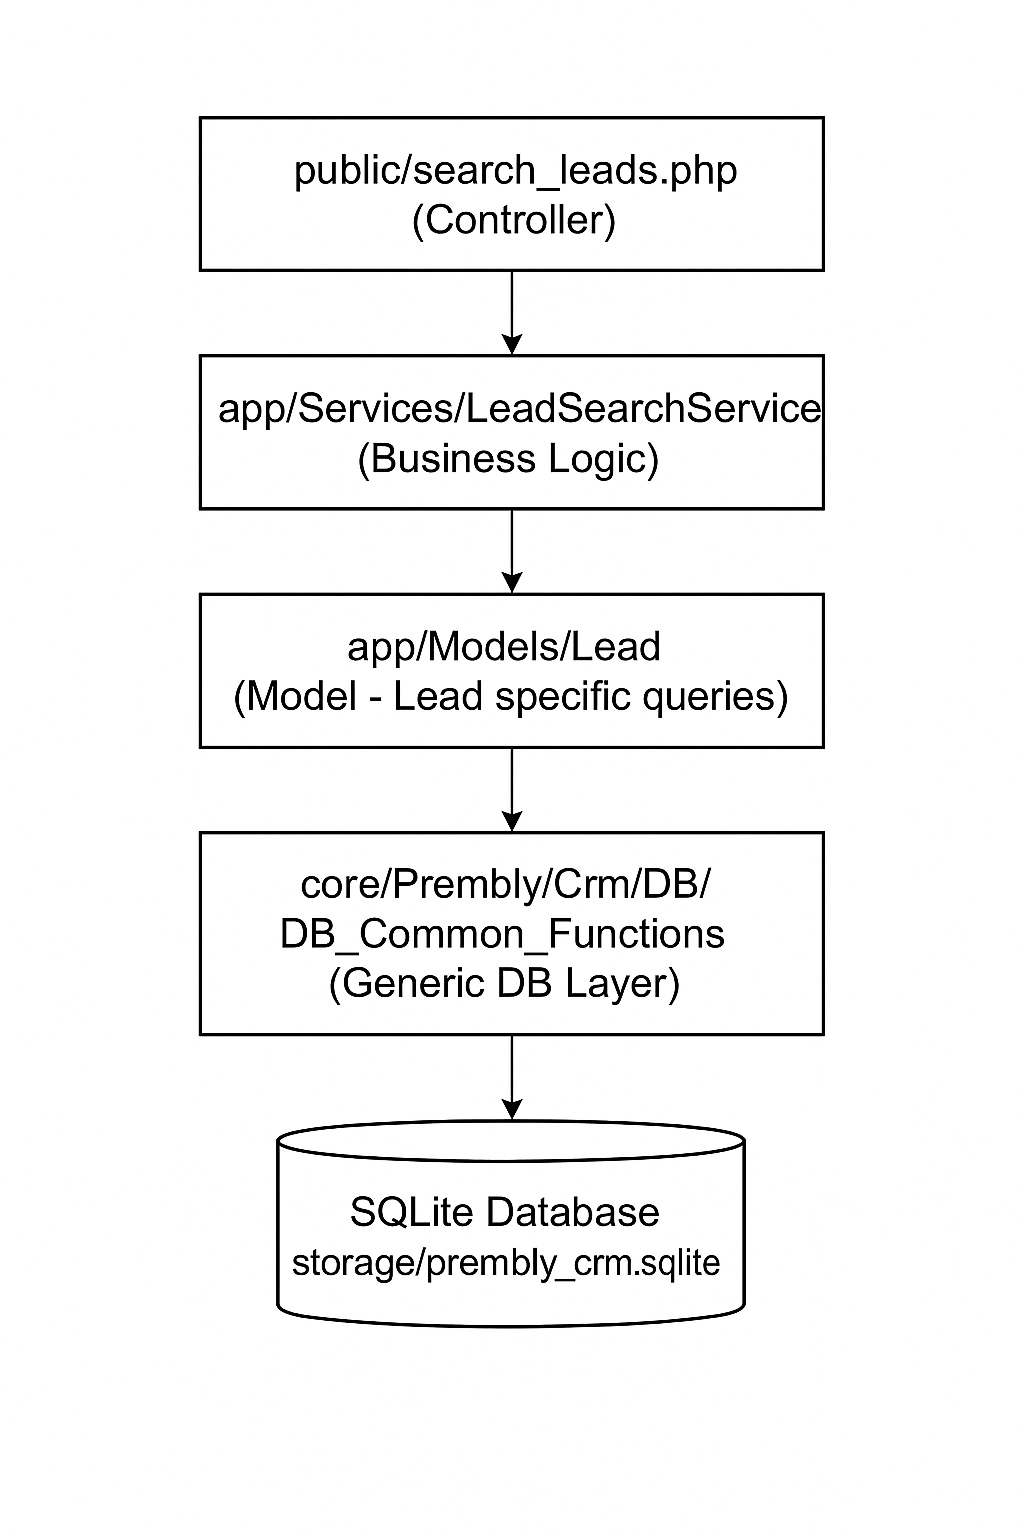 public/search_leads.php
(Controller)
app/Services/LeadSearchService
(Business Logic)
app/Models/Lead
(Model - Lead specific queries)
core/Prembly/Crm/DB/
DB_Common_Functions
(Generic DB Layer)
SQLite Database
storage/prembly_crm.sqlite